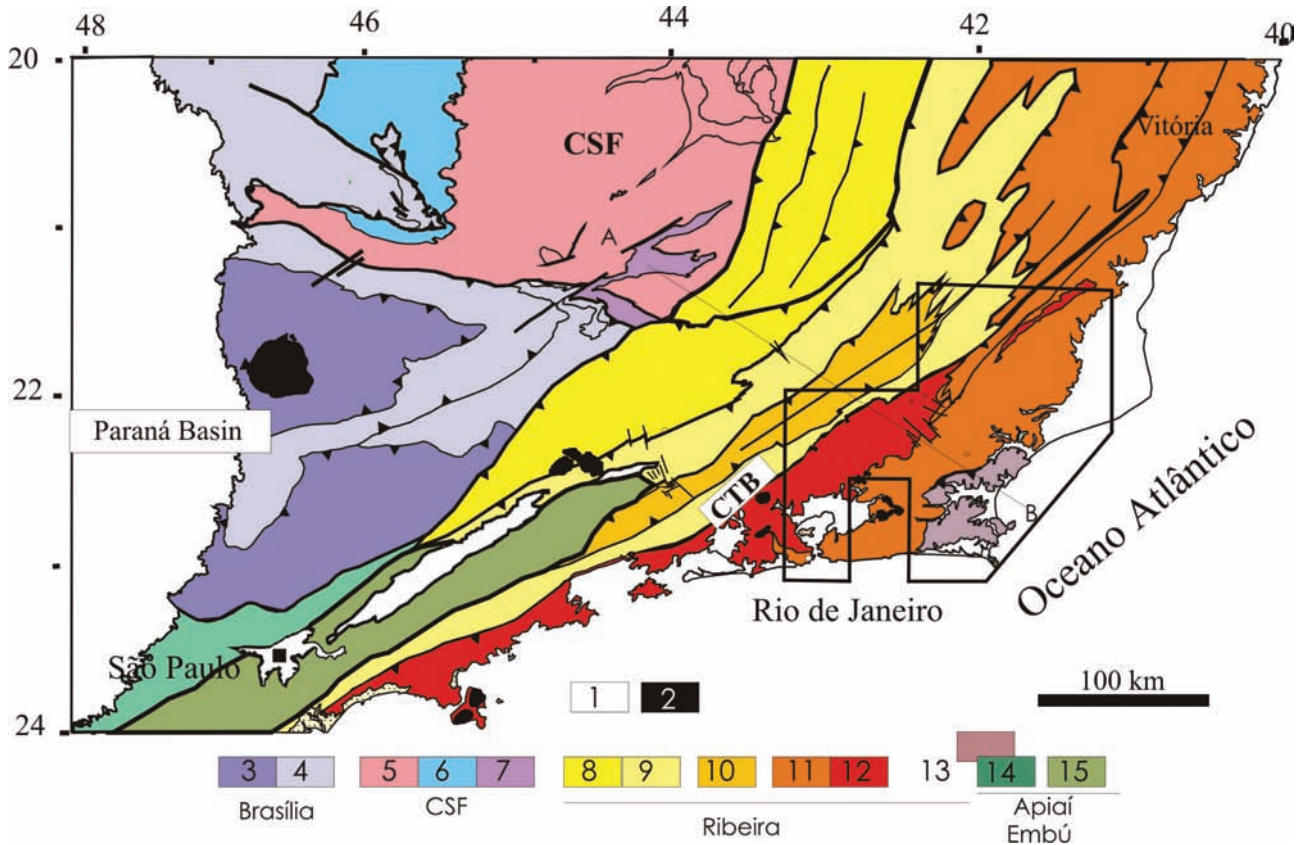 48 46 44 42 40
20
CSF
Vitória
A
22
Paraná Basin
CTB
B
Oceano Atlântico
Rio de Janeiro
São Paulo
100 km
1 2
24
3 4 5 6 7 8 9 10 11 12 13 14 15
Brasília CSF Ribeira Apiaí
Embú